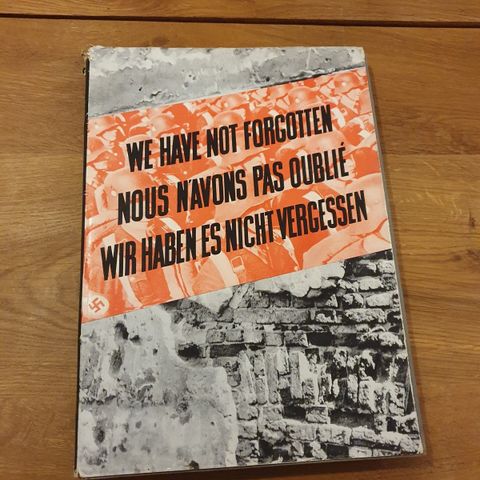 WE HAVE NOT FORGOTTEN
NOUS N'AVONS PAS OUBLIÉ
WIR HABEN ES NICHT VERGESSEN